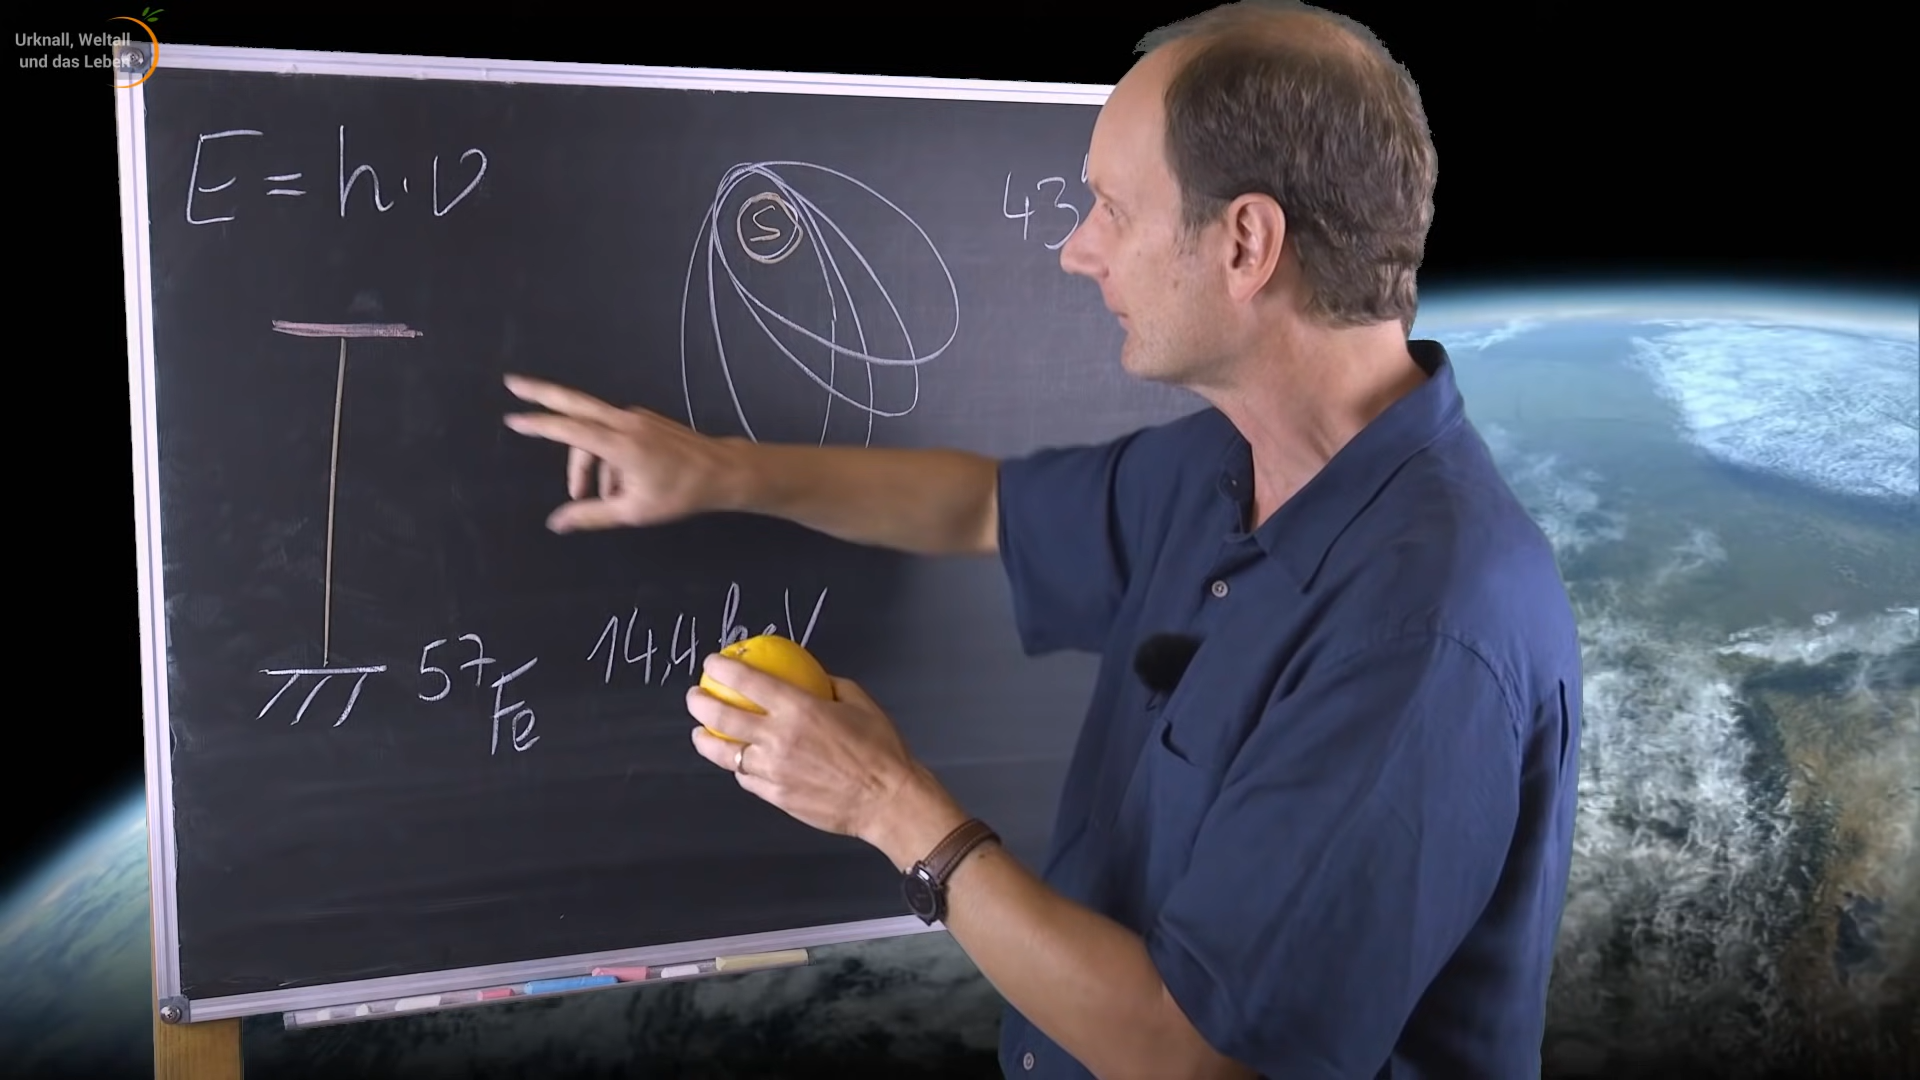 Urknall, Weltall
und das Leben
E = h·ν
S
43"
57
Fe
14,4 keV